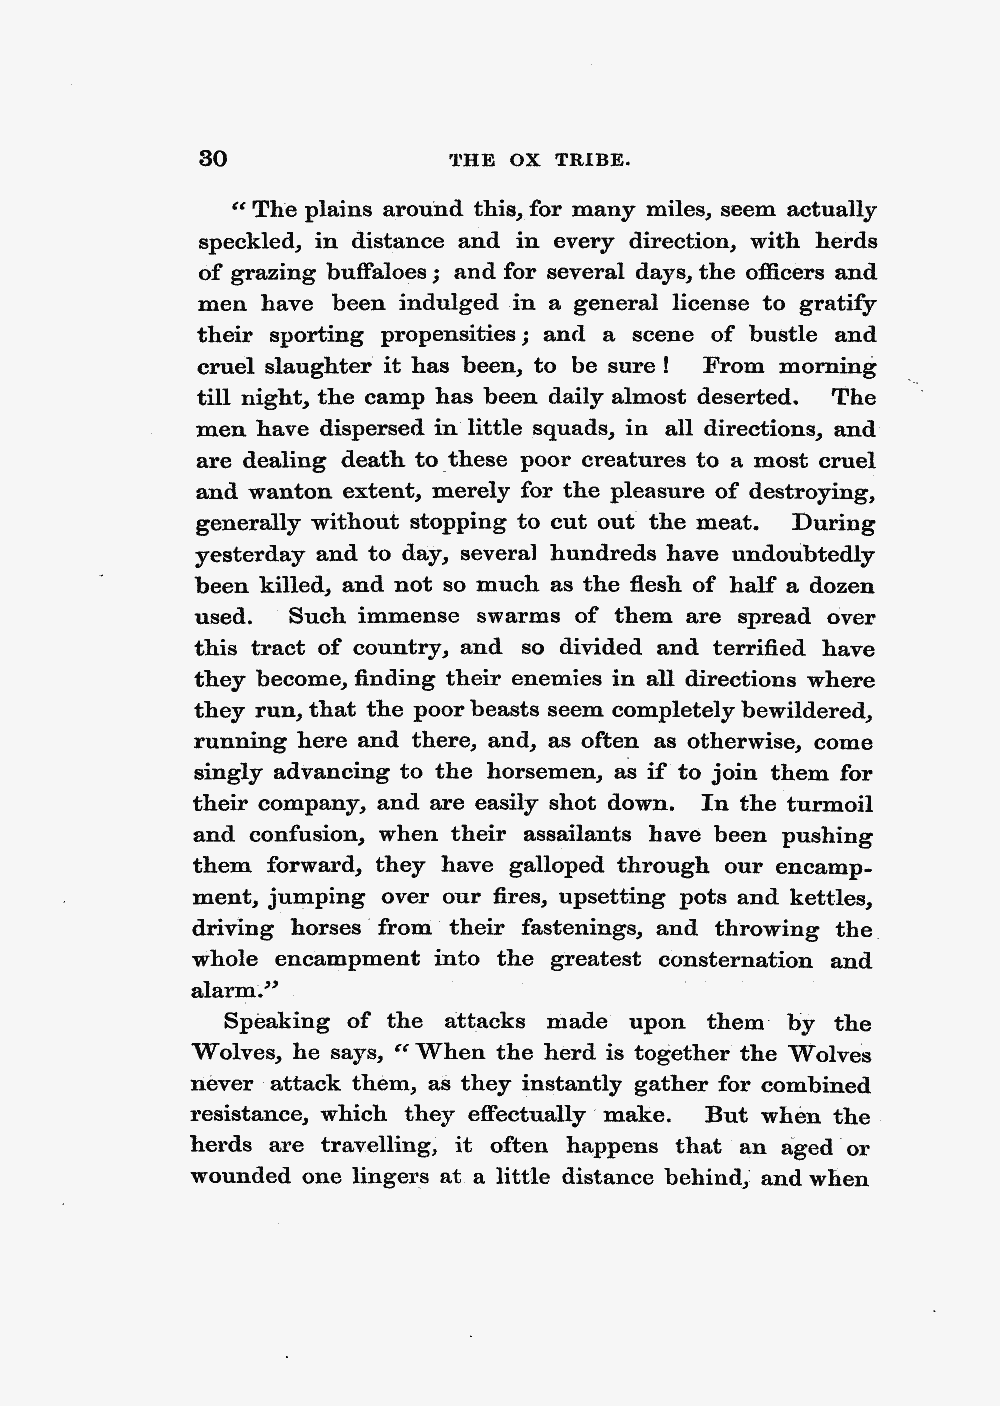 30 THE OX TRIBE.
“ The plains around this, for many miles, seem actually
speckled, in distance and in every direction, with herds
of grazing buffaloes ; and for several days, the officers and
men have been indulged in a general license to gratify
their sporting propensities ; and a scene of bustle and
cruel slaughter it has been, to be sure ! From morning
till night, the camp has been daily almost deserted. The
men have dispersed in little squads, in all directions, and
are dealing death to these poor creatures to a most cruel
and wanton extent, merely for the pleasure of destroying,
generally without stopping to cut out the meat. During
yesterday and to day, several hundreds have undoubtedly
been killed, and not so much as the flesh of half a dozen
used. Such immense swarms of them are spread over
this tract of country, and so divided and terrified have
they become, finding their enemies in all directions where
they run, that the poor beasts seem completely bewildered,
running here and there, and, as often as otherwise, come
singly advancing to the horsemen, as if to join them for
their company, and are easily shot down. In the turmoil
and confusion, when their assailants have been pushing
them forward, they have galloped through our encamp-
ment, jumping over our fires, upsetting pots and kettles,
driving horses from their fastenings, and throwing the
whole encampment into the greatest consternation and
alarm.”
Speaking of the attacks made upon them by the
Wolves, he says, “ When the herd is together the Wolves
never attack them, as they instantly gather for combined
resistance, which they effectually make. But when the
herds are travelling, it often happens that an aged or
wounded one lingers at a little distance behind, and when